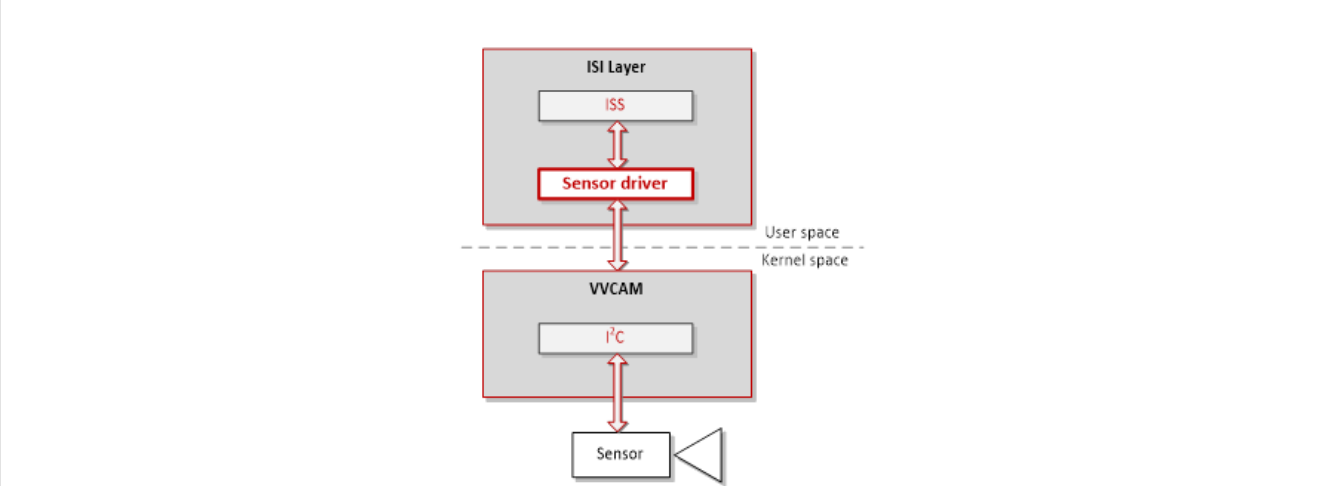 ISI Layer
ISS
Sensor driver
User space
Kernel space
VVCAM
I²C
Sensor